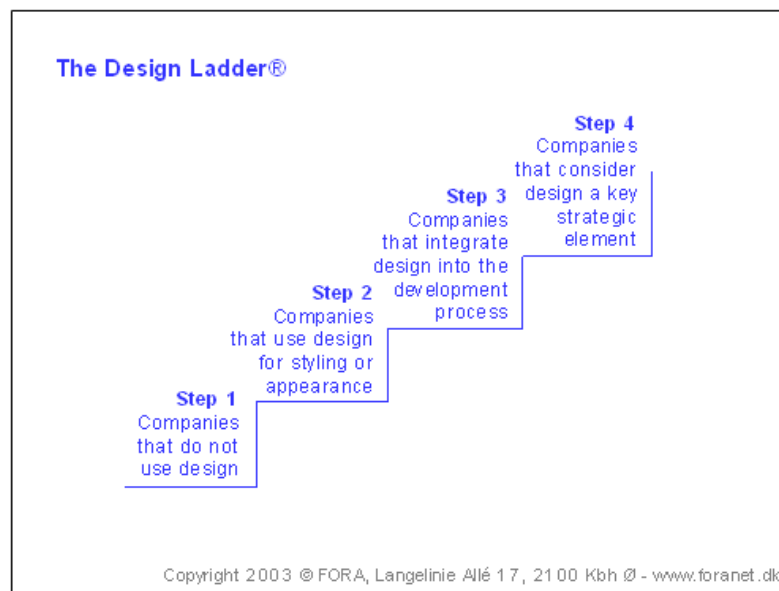 The Design Ladder®
Step 1
Companies
that do not
use design
Step 2
Companies
that use design
for styling or
appearance
Step 3
Companies
that integrate
design into the
development
process
Step 4
Companies
that consider
design a key
strategic
element
Copyright 2003 © FORA, Langelinie Allé 17, 2100 Kbh Ø - www.foranet.dk